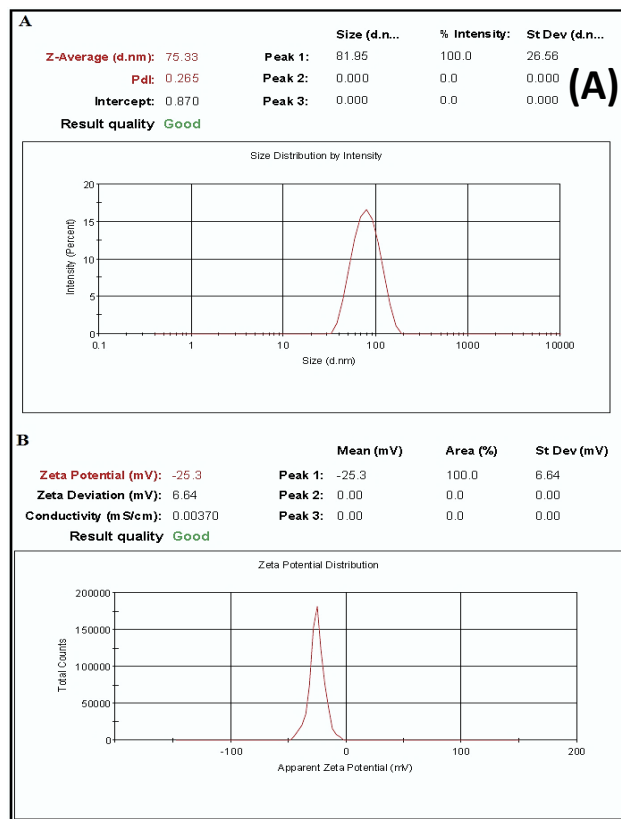 A
Size (d.n... % Intensity: St Dev (d.n...
Z-Average (d.nm): 75.33 Peak 1: 81.95 100.0 26.56
PdI: 0.265 Peak 2: 0.000 0.0 0.000
Intercept: 0.870 Peak 3: 0.000 0.0 0.000
(A)
Result quality Good
Size Distribution by Intensity
Intensity (Percent)
20
15
10
5
0
0.1 1 10 100 1000 10000
Size (d.nm)
B
Mean (mV) Area (%) St Dev (mV)
Zeta Potential (mV): -25.3 Peak 1: -25.3 100.0 6.64
Zeta Deviation (mV): 6.64 Peak 2: 0.00 0.0 0.00
Conductivity (mS/cm): 0.00370 Peak 3: 0.00 0.0 0.00
Result quality Good
Zeta Potential Distribution
Total Counts
200000
150000
100000
50000
0
-100 0 100 200
Apparent Zeta Potential (mV)